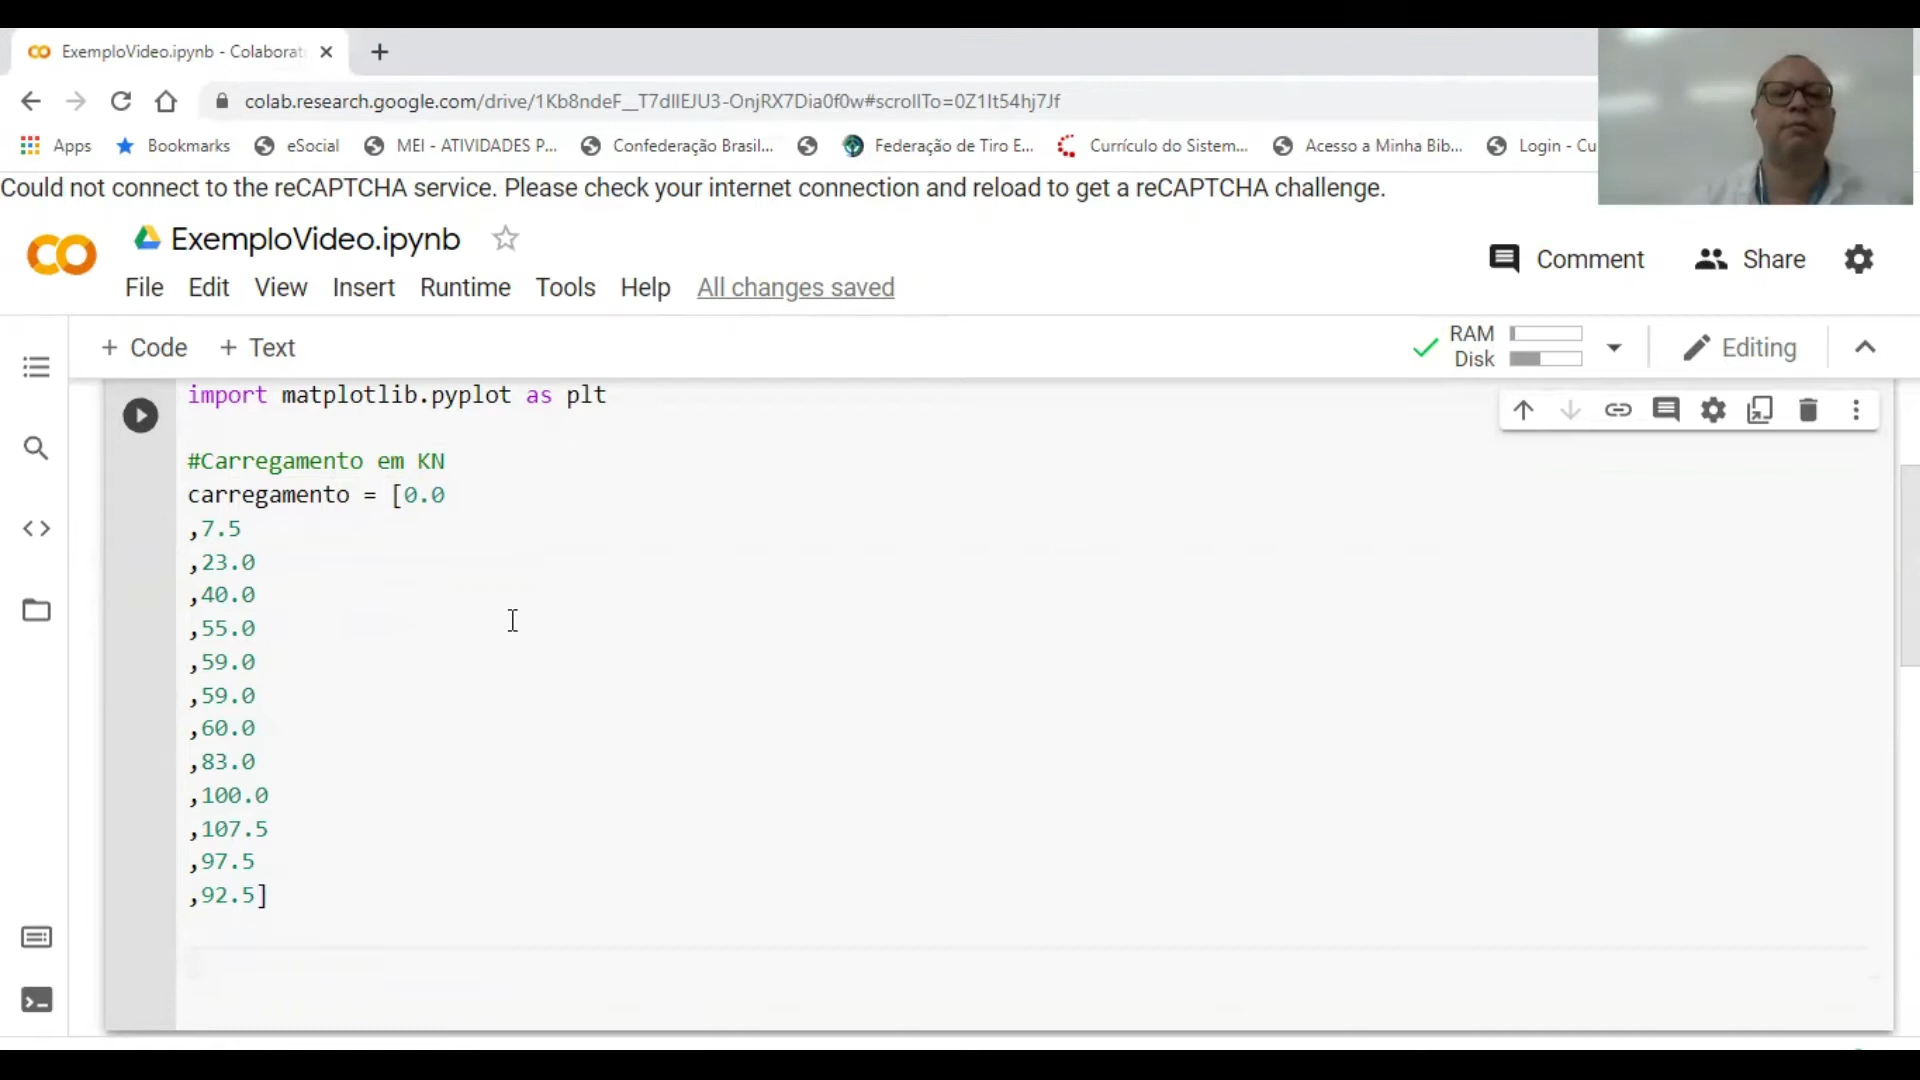 ExemploVideo.ipynb - Colaborat
colab.research.google.com/drive/1Kb8ndeF__T7dIlEJU3-OnjRX7Dia0f0w#scrollTo=0Z1It54hj7Jf
Apps Bookmarks eSocial MEI - ATIVIDADES P... Confederação Brasil... Federação de Tiro E... Currículo do Sistem... Acesso a Minha Bib... Login - Cu
Could not connect to the reCAPTCHA service. Please check your internet connection and reload to get a reCAPTCHA challenge.
CO ExemploVideo.ipynb
Comment Share
File Edit View Insert Runtime Tools Help All changes saved
+ Code + Text
RAM
Disk
Editing
import matplotlib.pyplot as plt
#Carregamento em KN
carregamento = [0.0
,7.5
,23.0
,40.0
,55.0
,59.0
,59.0
,60.0
,83.0
,100.0
,107.5
,97.5
,92.5]